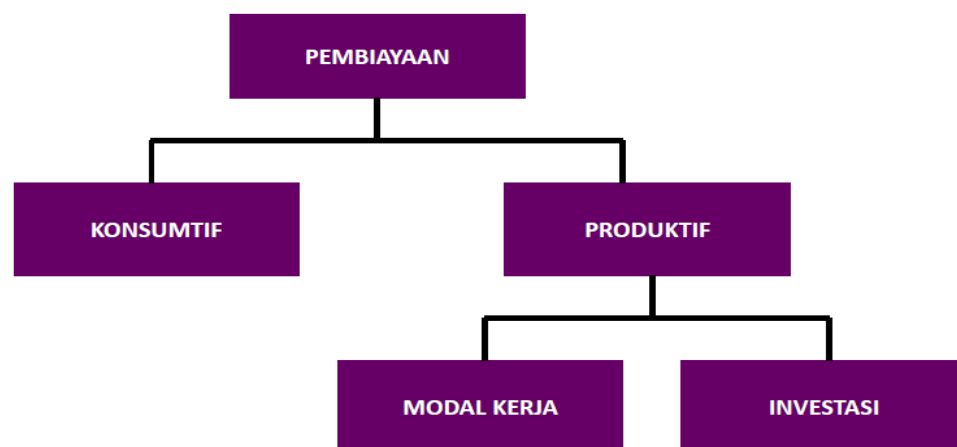 PEMBIAYAAN
KONSUMTIF
PRODUKTIF
MODAL KERJA
INVESTASI